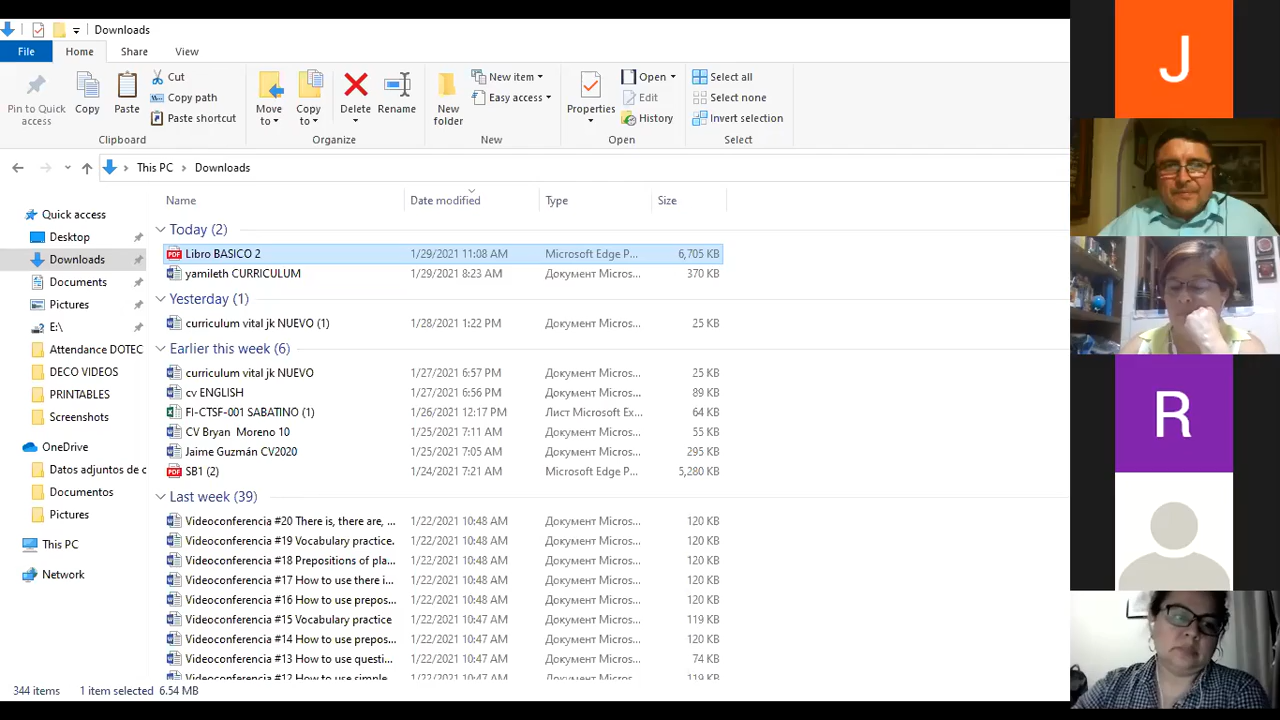 Downloads
File Home Share View
Pin to Quick access
Copy
Paste
Cut
Copy path
Paste shortcut
Clipboard
Move to
Copy to
Delete
Rename
Organize
New folder
New item
Easy access
New
Properties
Open
Edit
History
Open
Select all
Select none
Invert selection
Select
This PC > Downloads
Name Date modified Type Size
Quick access
Desktop
Downloads
Documents
Pictures
E:\
Attendance DOTEC
DECO VIDEOS
PRINTABLES
Screenshots
OneDrive
Datos adjuntos de c
Documentos
Pictures
This PC
Network
Today (2)
Libro BASICO 2 1/29/2021 11:08 AM Microsoft Edge P... 6,705 KB
yamileth CURRICULUM 1/29/2021 8:23 AM Документ Micros... 370 KB
Yesterday (1)
curriculum vital jk NUEVO (1) 1/28/2021 1:22 PM Документ Micros... 25 KB
Earlier this week (6)
curriculum vital jk NUEVO 1/27/2021 6:57 PM Документ Micros... 25 KB
cv ENGLISH 1/27/2021 6:56 PM Документ Micros... 89 KB
FI-CTSF-001 SABATINO (1) 1/26/2021 12:17 PM Лист Microsoft Ex... 64 KB
CV Bryan Moreno 10 1/25/2021 7:11 AM Документ Micros... 55 KB
Jaime Guzmán CV2020 1/25/2021 7:05 AM Документ Micros... 295 KB
SB1 (2) 1/24/2021 7:21 AM Microsoft Edge P... 5,280 KB
Last week (39)
Videoconferencia #20 There is, there are, ... 1/22/2021 10:48 AM Документ Micros... 120 KB
Videoconferencia #19 Vocabulary practice. 1/22/2021 10:48 AM Документ Micros... 120 KB
Videoconferencia #18 Prepositions of pla... 1/22/2021 10:48 AM Документ Micros... 120 KB
Videoconferencia #17 How to use there i... 1/22/2021 10:48 AM Документ Micros... 120 KB
Videoconferencia #16 How to use prepos... 1/22/2021 10:48 AM Документ Micros... 120 KB
Videoconferencia #15 Vocabulary practice 1/22/2021 10:47 AM Документ Micros... 119 KB
Videoconferencia #14 How to use prepos... 1/22/2021 10:47 AM Документ Micros... 120 KB
Videoconferencia #13 How to use questi... 1/22/2021 10:47 AM Документ Micros... 74 KB
Videoconferencia #12 How to use simple 1/22/2021 10:47 AM Документ Micros... 119 KB
344 items 1 item selected 6.54 MB
J
R